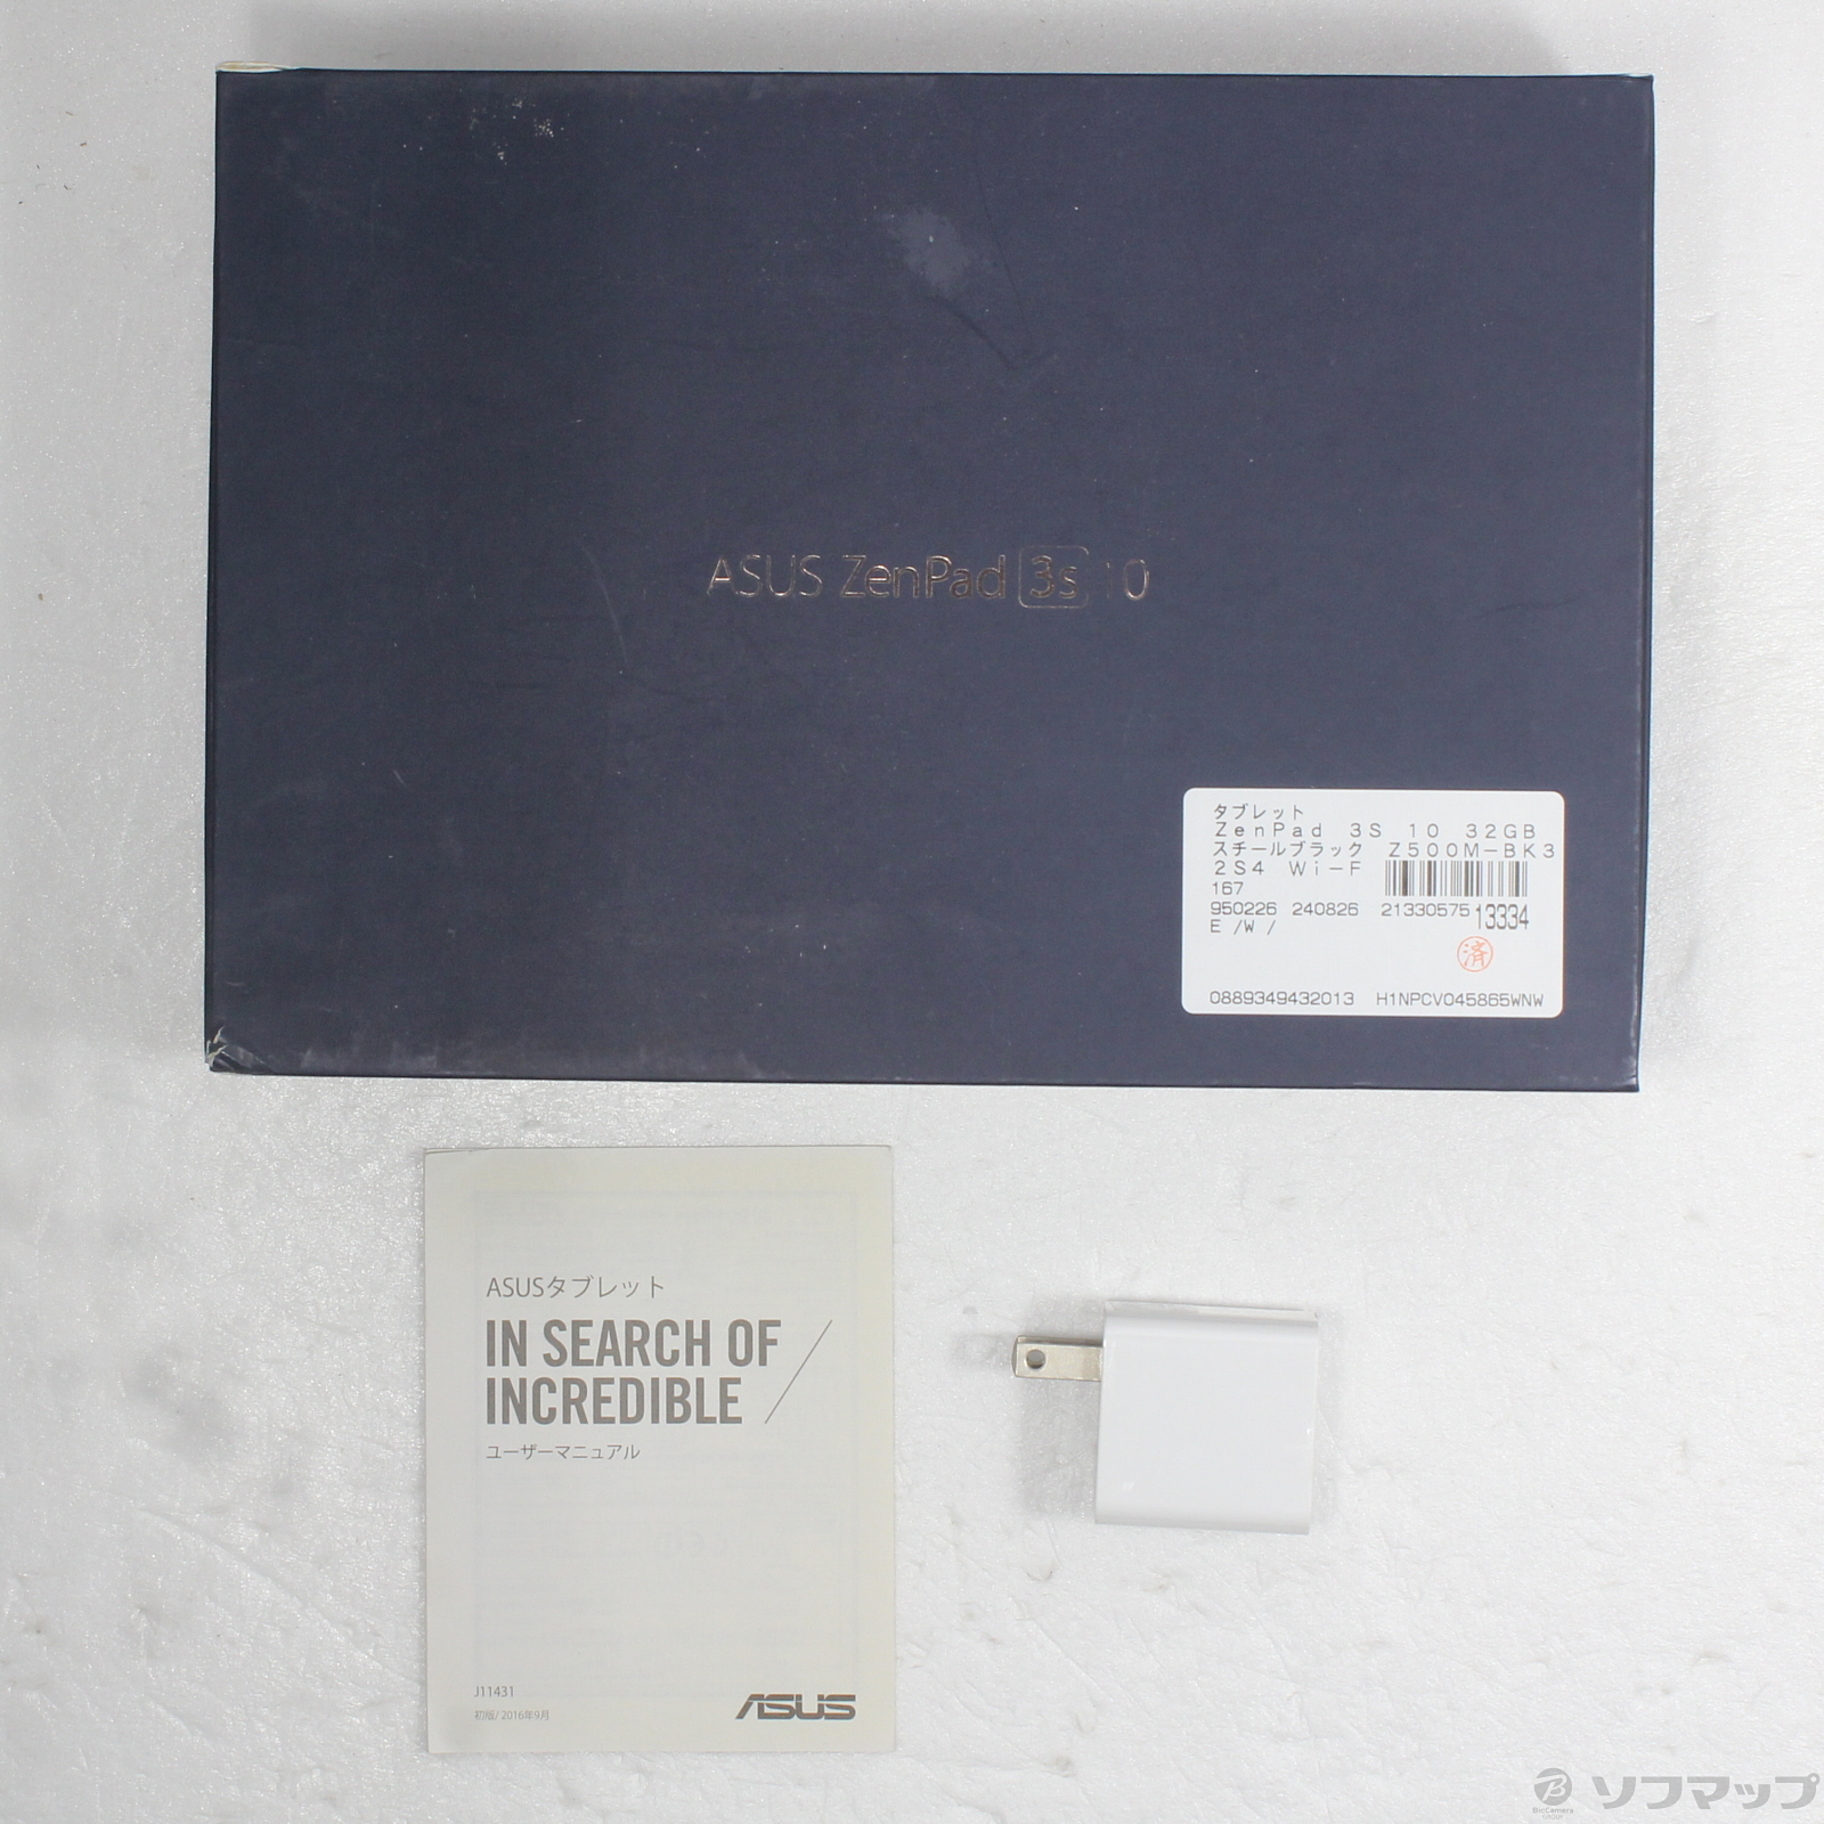 ASUS ZenPad 3s 10
タブレット
ZenPad 3S 10 32GB
スチールブラック Z500M-BK3
2S4 Wi-F
167
950226 240826 21330575 13334
E /W /
済
0889349432013 H1NPCV045865WNW
ASUSタブレット
IN SEARCH OF
INCREDIBLE
ユーザーマニュアル
J11431
初版/ 2016年9月
ASUS
B
BicCamera
GROUP
ソフマップ